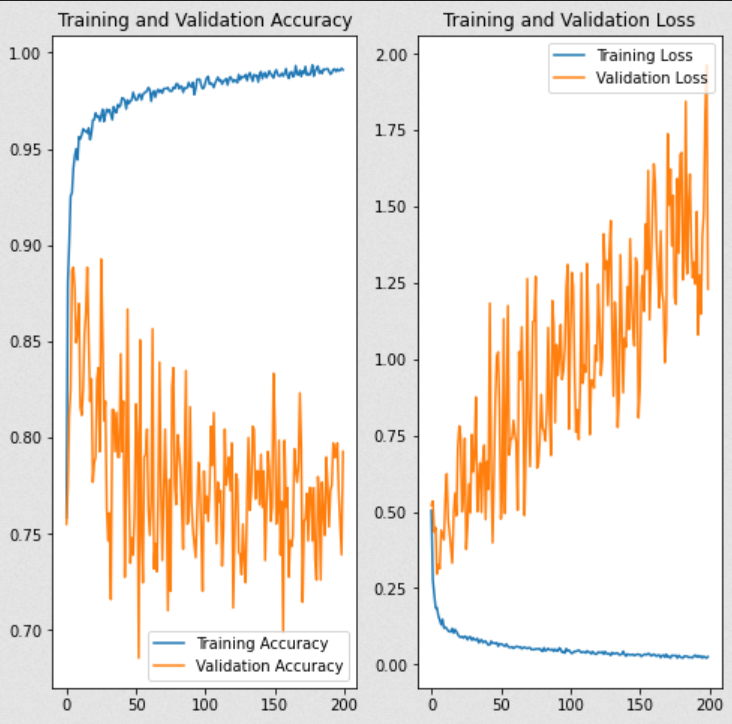 Training and Validation Accuracy
1.00
0.95
0.90
0.85
0.80
0.75
0.70
0 50 100 150 200
Training Accuracy
Validation Accuracy
Training and Validation Loss
2.00
1.75
1.50
1.25
1.00
0.75
0.50
0.25
0.00
0 50 100 150 200
Training Loss
Validation Loss